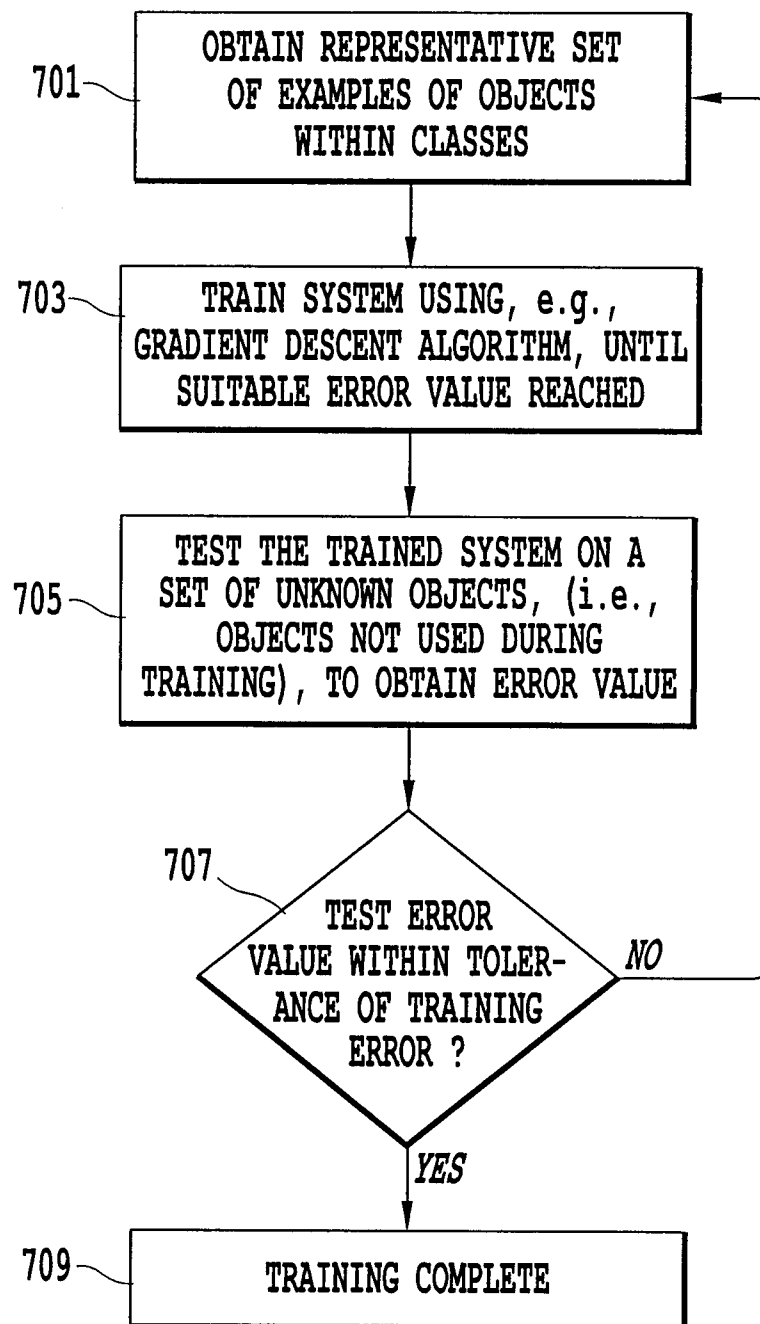 701
OBTAIN REPRESENTATIVE SET
OF EXAMPLES OF OBJECTS
WITHIN CLASSES
703
TRAIN SYSTEM USING, e.g.,
GRADIENT DESCENT ALGORITHM, UNTIL
SUITABLE ERROR VALUE REACHED
705
TEST THE TRAINED SYSTEM ON A
SET OF UNKNOWN OBJECTS, (i.e.,
OBJECTS NOT USED DURING
TRAINING), TO OBTAIN ERROR VALUE
707
TEST ERROR
VALUE WITHIN TOLER-
ANCE OF TRAINING
ERROR ?
NO
YES
709
TRAINING COMPLETE